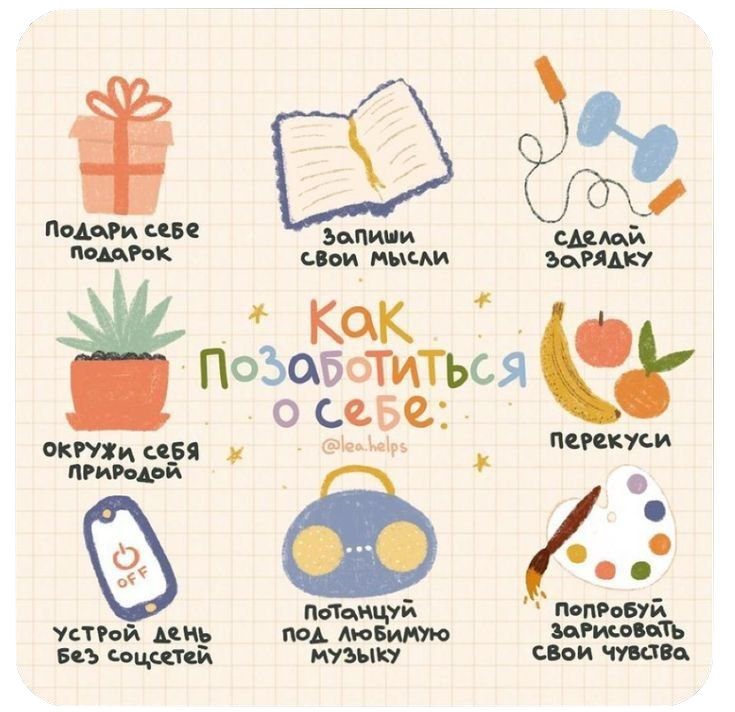 Подари себе
подарок
Запиши
свои мысли
сделай
зарядку
Как
позаботиться
о себе:
@lea.helps
окружи себя
природой
перекуси
OFF
устрой день
без соцсетей
потанцуй
под любимую
музыку
попробуй
зарисовать
свои чувства